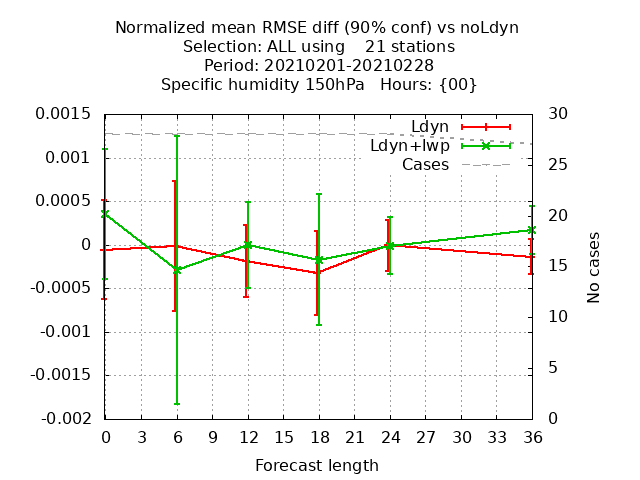 Normalized mean RMSE diff (90% conf) vs noLdyn
Selection: ALL using    21 stations
Period: 20210201-20210228
Specific humidity 150hPa   Hours: {00}
Ldyn
Ldyn+lwp
Cases
0.0015
0.001
0.0005
0
-0.0005
-0.001
-0.0015
-0.002
30
25
20
15
10
5
0
No cases
0 3 6 9 12 15 18 21 24 27 30 33 36
Forecast length